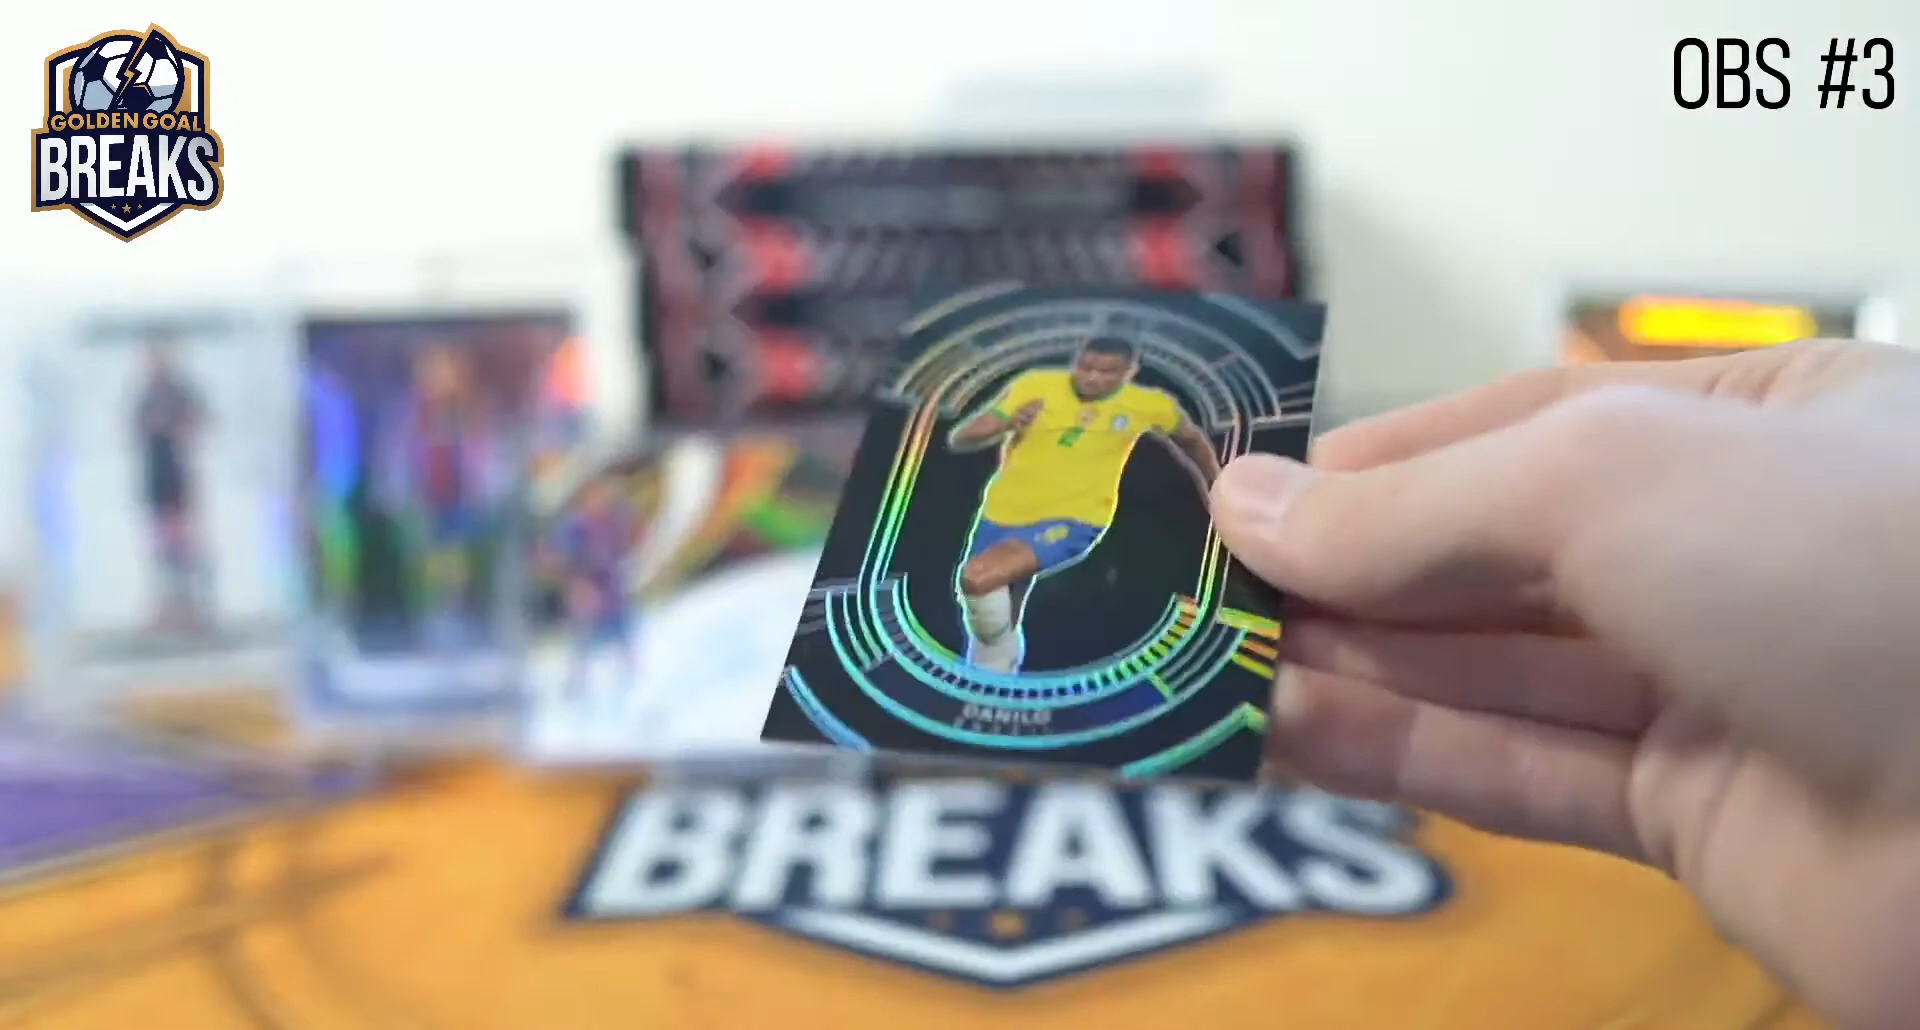 GOLDEN GOAL
BREAKS
OBS #3
DANILO
BREAKS